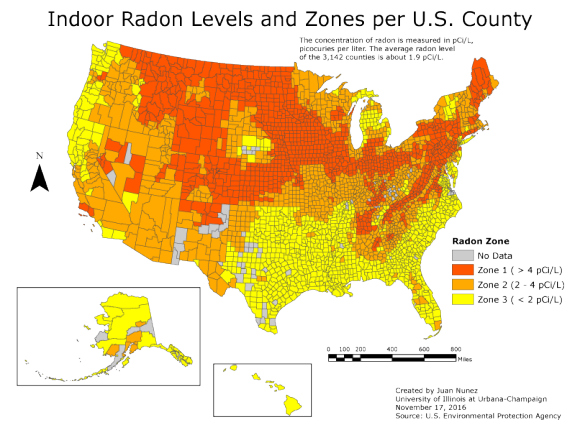 Indoor Radon Levels and Zones per U.S. County
The concentration of radon is measured in pCi/L,
picocuries per liter. The average radon level
of the 3,142 counties is about 1.9 pCi/L.
N
Radon Zone
No Data
Zone 1 ( > 4 pCi/L)
Zone 2 (2 - 4 pCi/L)
Zone 3 ( < 2 pCi/L)
0 100 200 400 600 800
Miles
Created by Juan Nunez
University of Illinois at Urbana-Champaign
November 17, 2016
Source: U.S. Environmental Protection Agency